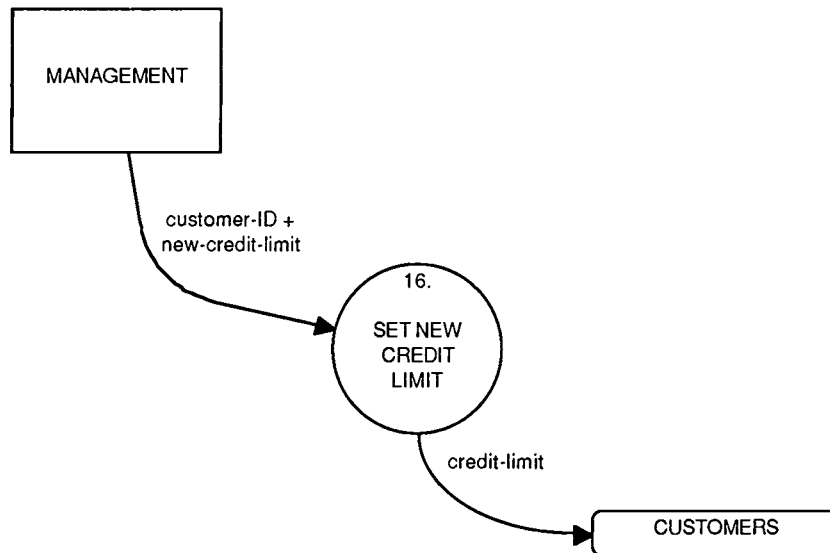 MANAGEMENT
customer-ID +
new-credit-limit
16.
SET NEW
CREDIT
LIMIT
credit-limit
CUSTOMERS